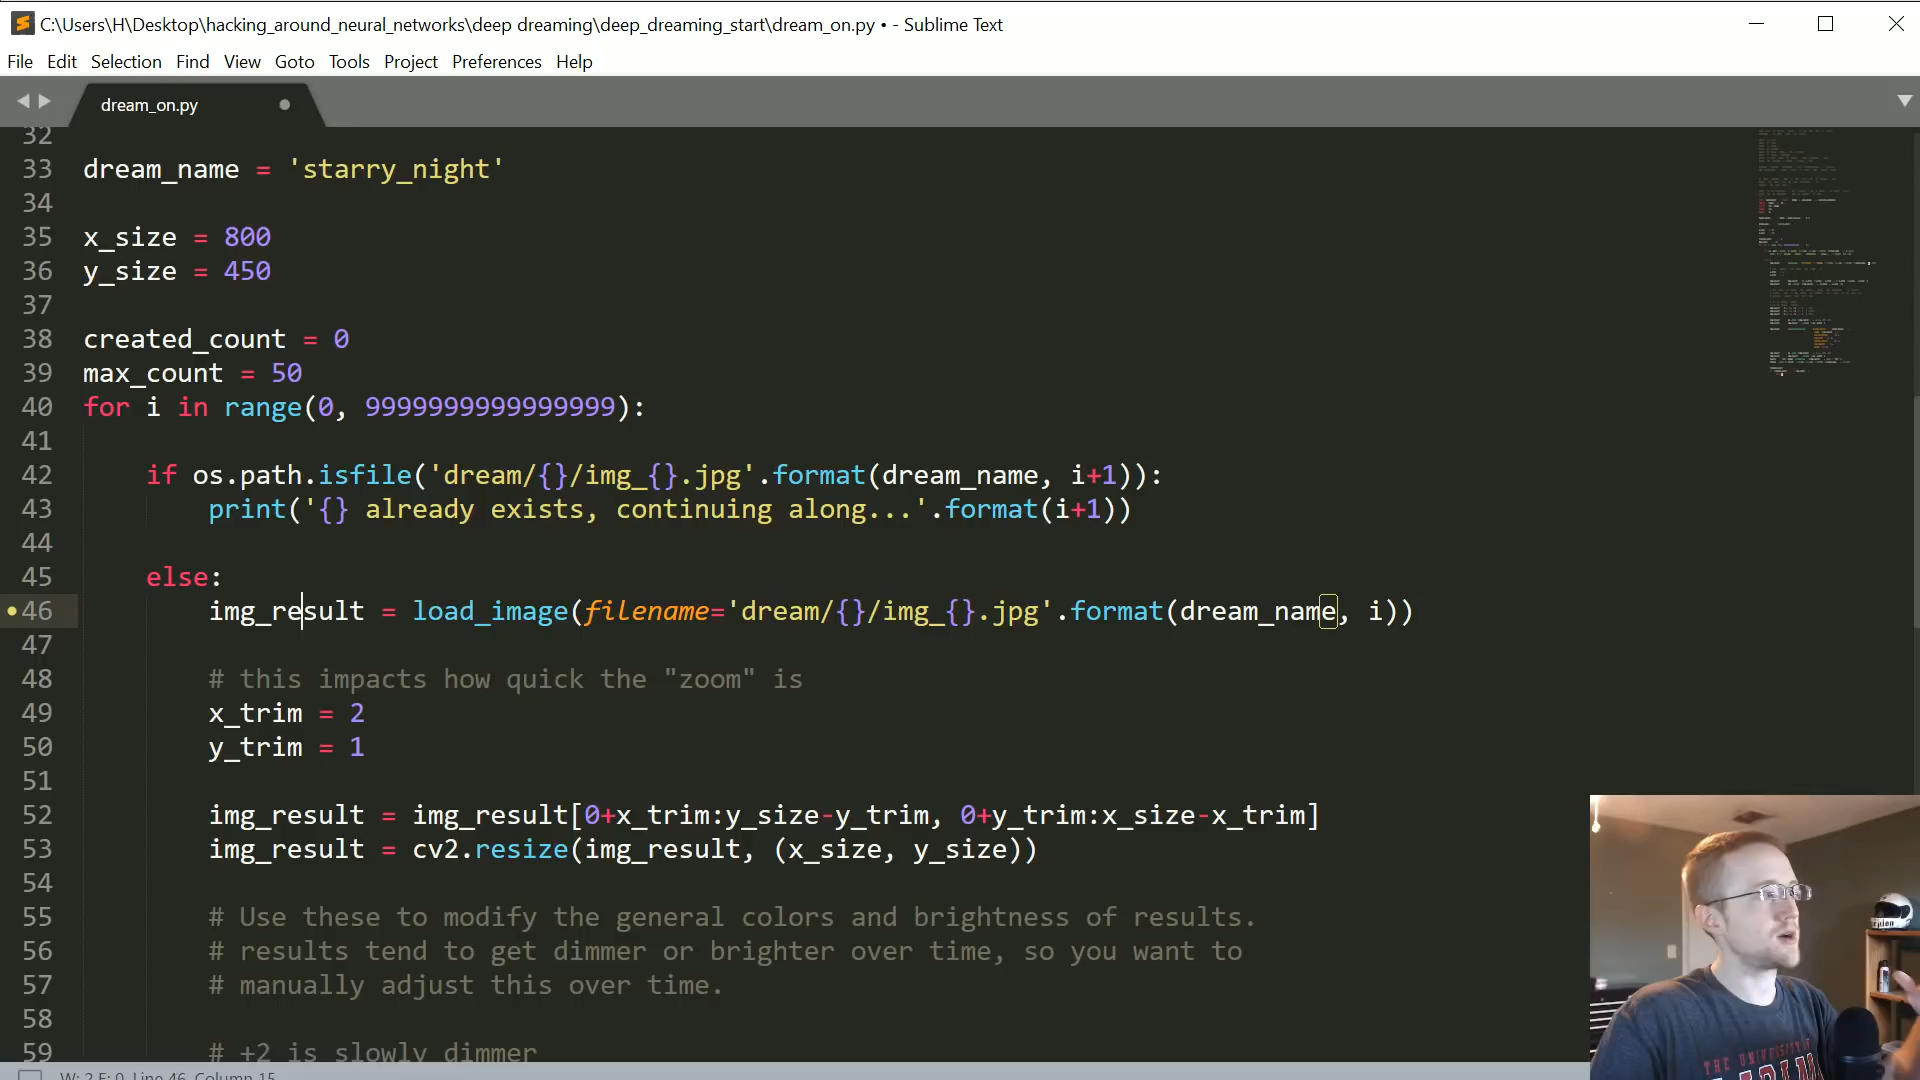 C:\Users\H\Desktop\hacking_around_neural_networks\deep dreaming\deep_dreaming_start\dream_on.py • - Sublime Text
File Edit Selection Find View Goto Tools Project Preferences Help
dream_on.py
32
33 dream_name = 'starry_night'
34
35 x_size = 800
36 y_size = 450
37
38 created_count = 0
39 max_count = 50
40 for i in range(0, 9999999999999999):
41
42 if os.path.isfile('dream/{}/img_{}.jpg'.format(dream_name, i+1)):
43 print('{} already exists, continuing along...'.format(i+1))
44
45 else:
46 img_result = load_image(filename='dream/{}/img_{}.jpg'.format(dream_name, i))
47
48 # this impacts how quick the "zoom" is
49 x_trim = 2
50 y_trim = 1
51
52 img_result = img_result[0+x_trim:y_size-y_trim, 0+y_trim:x_size-x_trim]
53 img_result = cv2.resize(img_result, (x_size, y_size))
54
55 # Use these to modify the general colors and brightness of results.
56 # results tend to get dimmer or brighter over time, so you want to
57 # manually adjust this over time.
58
59 # +2 is slowly dimmer
W: 2 E: 0, Line 46, Column 15
THE UNIVERSITY OF